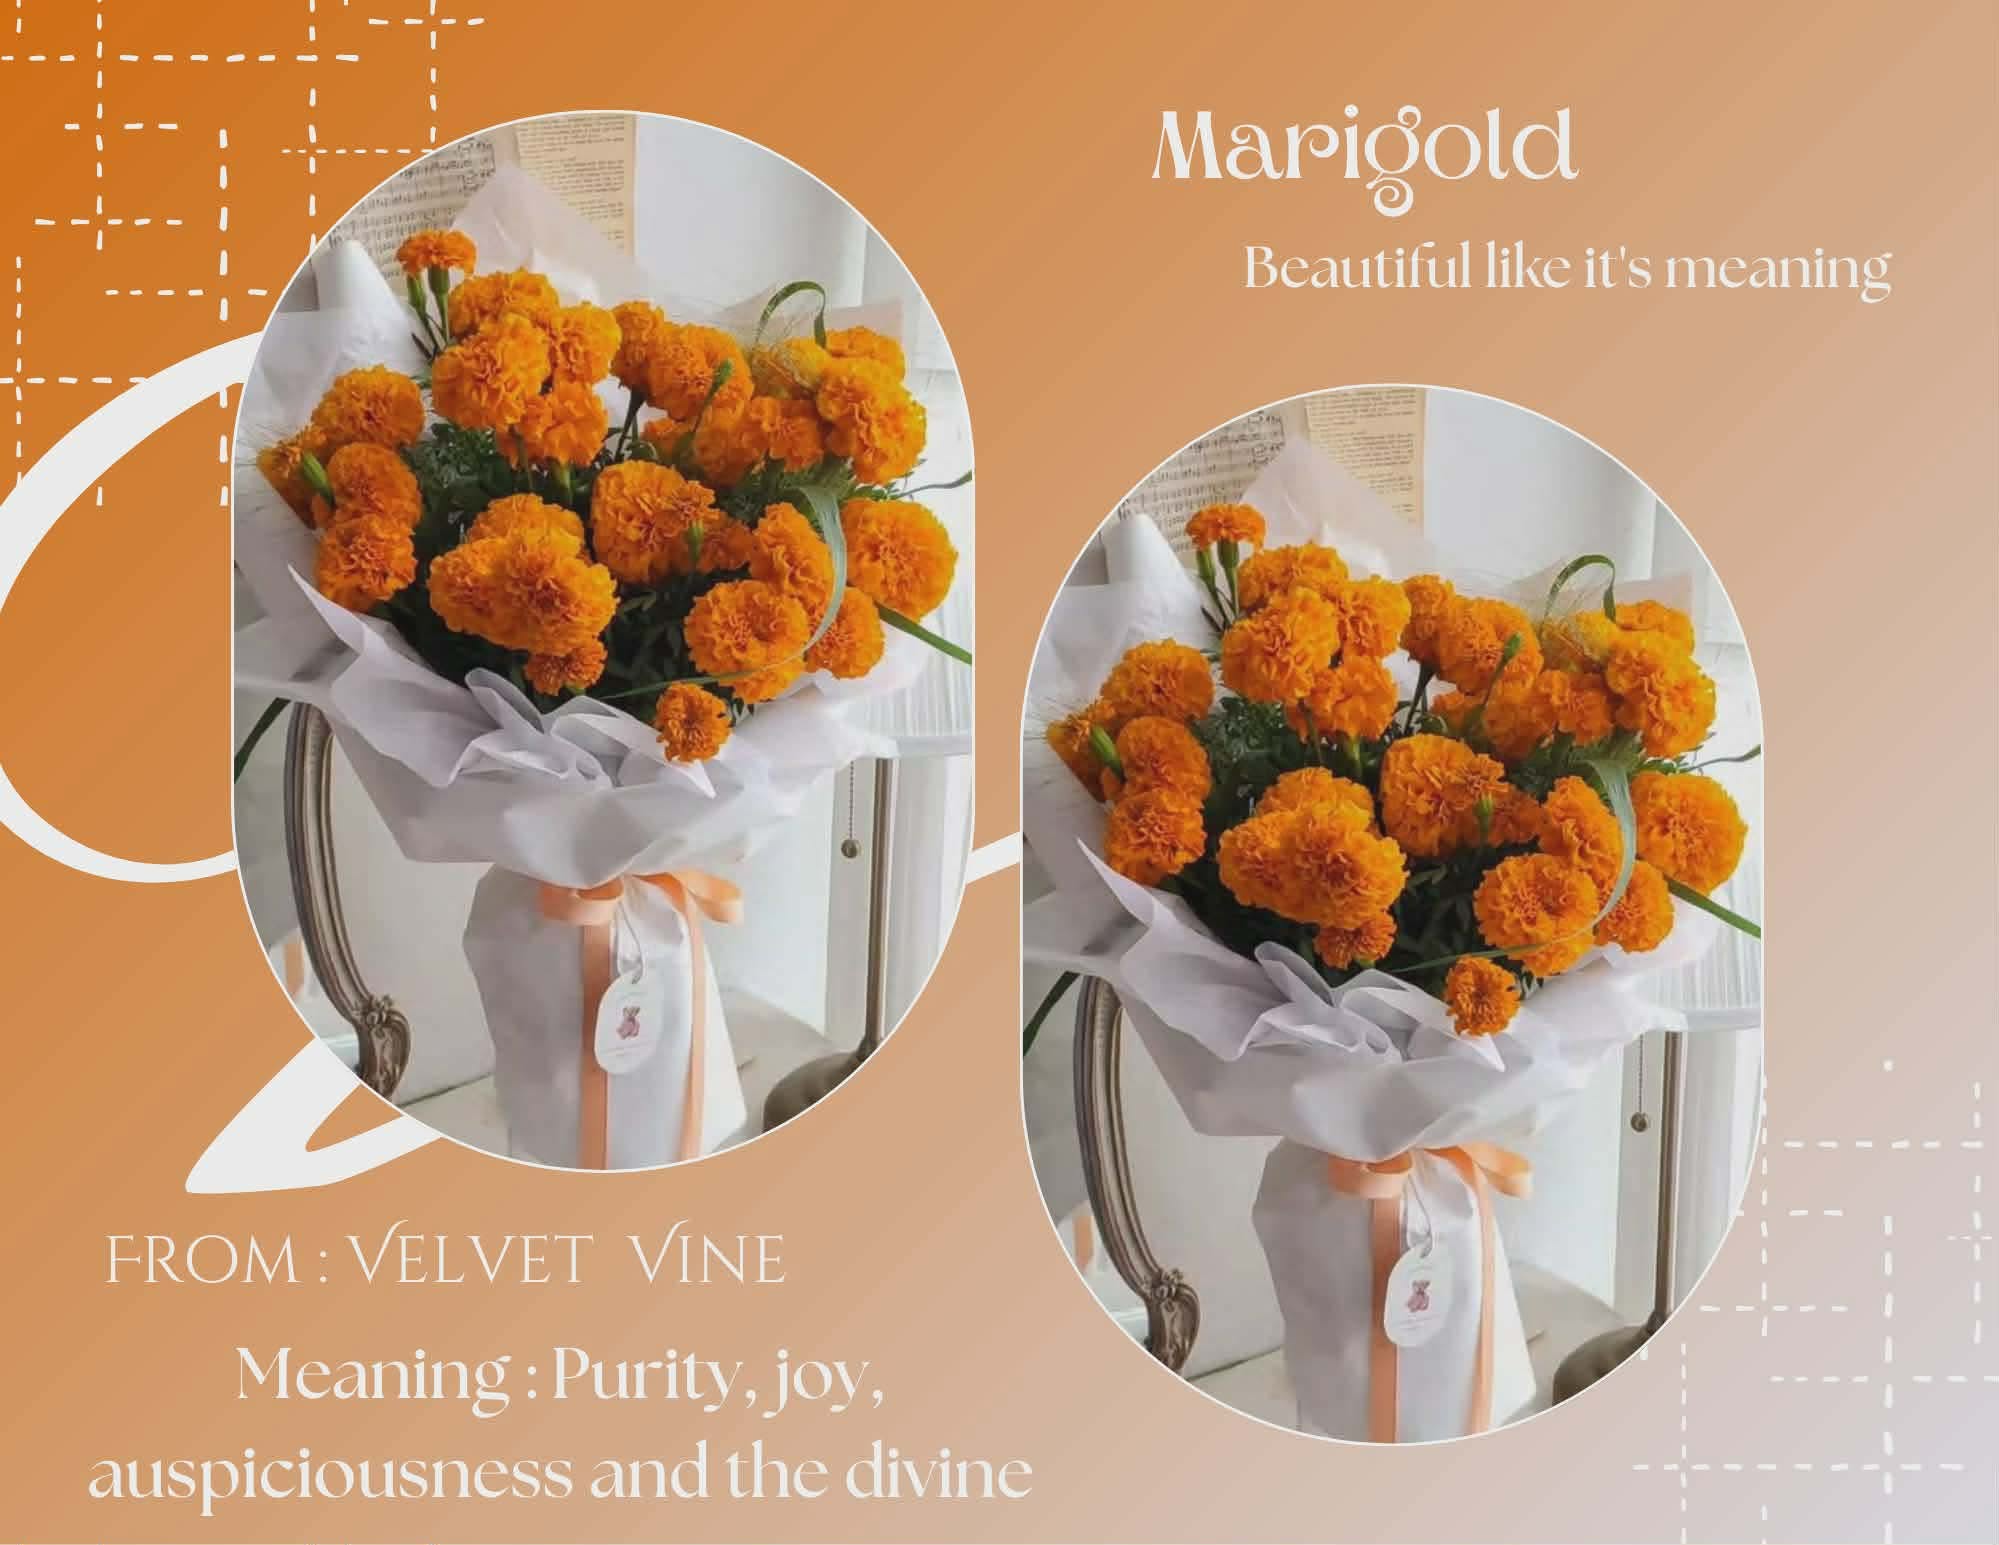 Marigold
Beautiful like it's meaning
FROM : VELVET VINE
Meaning : Purity, joy,
auspiciousness and the divine